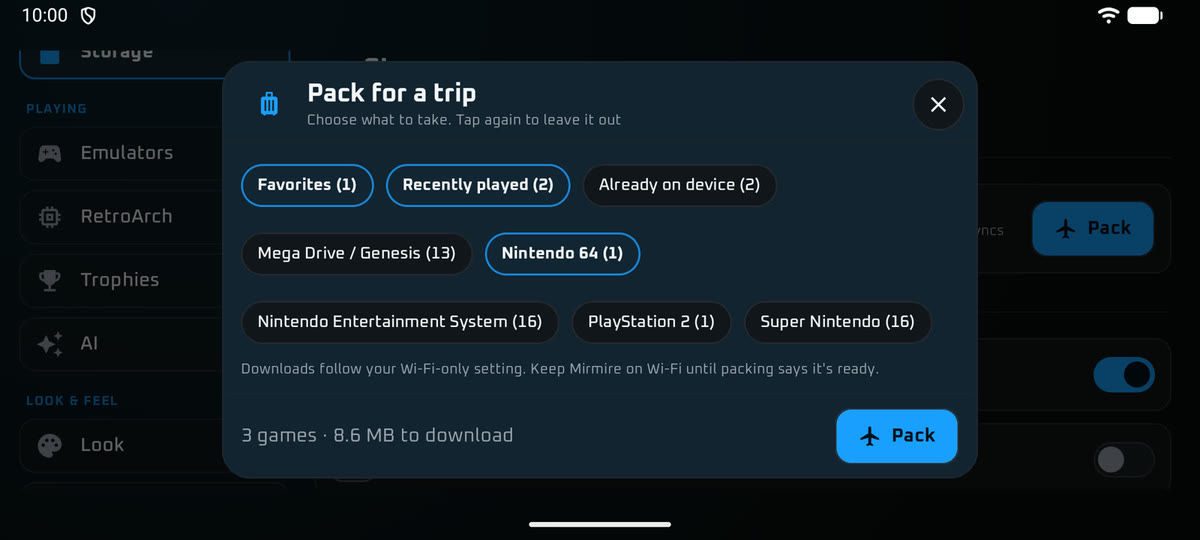 10:00
Storage
PLAYING
Emulators
RetroArch
Trophies
AI
LOOK & FEEL
Look
Pack for a trip
Choose what to take. Tap again to leave it out
Favorites (1)
Recently played (2)
Already on device (2)
Mega Drive / Genesis (13)
Nintendo 64 (1)
Nintendo Entertainment System (16)
PlayStation 2 (1)
Super Nintendo (16)
Downloads follow your Wi-Fi-only setting. Keep Mirmire on Wi-Fi until packing says it's ready.
3 games · 8.6 MB to download
Pack
Pack